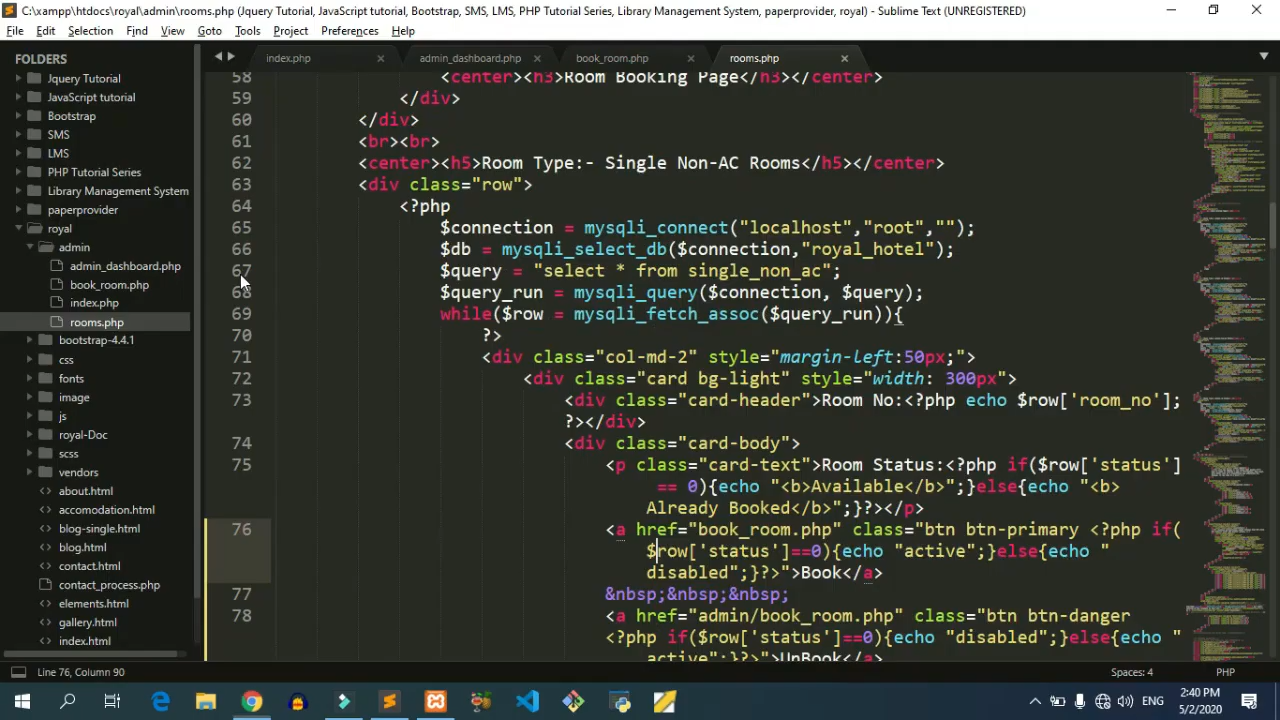 C:\xampp\htdocs\royal\admin\rooms.php (Jquery Tutorial, JavaScript tutorial, Bootstrap, SMS, LMS, PHP Tutorial Series, Library Management System, paperprovider, royal) - Sublime Text (UNREGISTERED)
File Edit Selection Find View Goto Tools Project Preferences Help
FOLDERS
Jquery Tutorial
JavaScript tutorial
Bootstrap
SMS
LMS
PHP Tutorial Series
Library Management System
paperprovider
royal
admin
admin_dashboard.php
book_room.php
index.php
rooms.php
bootstrap-4.4.1
css
fonts
image
js
royal-Doc
scss
vendors
about.html
accomodation.html
blog-single.html
blog.html
contact.html
contact_process.php
elements.html
gallery.html
index.html
index.php admin_dashboard.php book_room.php rooms.php
58 <center><h3>Room Booking Page</h3></center>
59 </div>
60 </div>
61 <br><br>
62 <center><h5>Room Type:- Single Non-AC Rooms</h5></center>
63 <div class="row">
64 <?php
65 $connection = mysqli_connect("localhost","root","");
66 $db = mysqli_select_db($connection,"royal_hotel");
67 $query = "select * from single_non_ac";
68 $query_run = mysqli_query($connection, $query);
69 while($row = mysqli_fetch_assoc($query_run)){
70 ?>
71 <div class="col-md-2" style="margin-left:50px;">
72 <div class="card bg-light" style="width: 300px">
73 <div class="card-header">Room No:<?php echo $row['room_no'];
?></div>
74 <div class="card-body">
75 <p class="card-text">Room Status:<?php if($row['status']
== 0){echo "<b>Available</b>";}else{echo "<b>
Already Booked</b>";}?></p>
76 <a href="book_room.php" class="btn btn-primary <?php if(
$row['status']==0){echo "active";}else{echo "
disabled";}?>">Book</a>
77 &nbsp;&nbsp;&nbsp;
78 <a href="admin/book_room.php" class="btn btn-danger
<?php if($row['status']==0){echo "disabled";}else{echo "
active";}?>">UnBook</a>
Line 76, Column 90 Spaces: 4 PHP
ENG
2:40 PM
5/2/2020